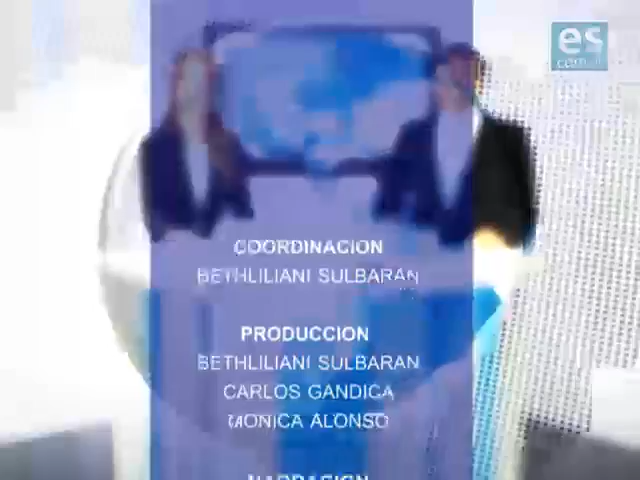 es
COORDINACION
BETHLILIANI SULBARAN
PRODUCCION
BETHLILIANI SULBARAN
CARLOS GANDICA
MONICA ALONSO